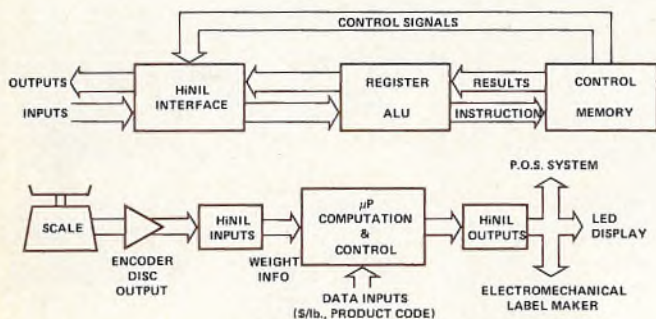 CONTROL SIGNALS
OUTPUTS
INPUTS
HiNIL
INTERFACE
REGISTER
ALU
RESULTS
INSTRUCTION
CONTROL
MEMORY
P.O.S. SYSTEM
SCALE
ENCODER
DISC
OUTPUT
HiNIL
INPUTS
WEIGHT
INFO
μP
COMPUTATION
&
CONTROL
DATA INPUTS
($/lb., PRODUCT CODE)
HiNIL
OUTPUTS
LED
DISPLAY
ELECTROMECHANICAL
LABEL MAKER